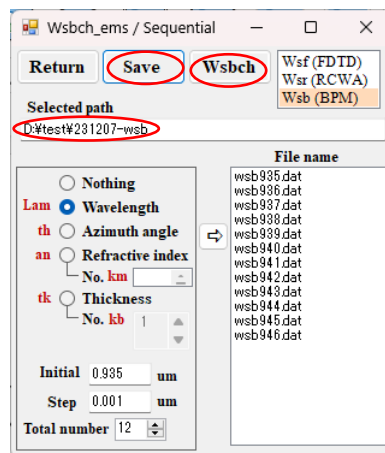 Wsbch_ems / Sequential
Return Save Wsbch
Wsf (FDTD)
Wsr (RCWA)
Wsb (BPM)
Selected path
D:¥test¥231207-wsb
File name
Nothing
Lam Wavelength
th Azimuth angle
an Refractive index
No. km
tk Thickness
No. kb 1
Initial 0.935 um
Step 0.001 um
Total number 12
wsb935.dat
wsb936.dat
wsb937.dat
wsb938.dat
wsb939.dat
wsb940.dat
wsb941.dat
wsb942.dat
wsb943.dat
wsb944.dat
wsb945.dat
wsb946.dat